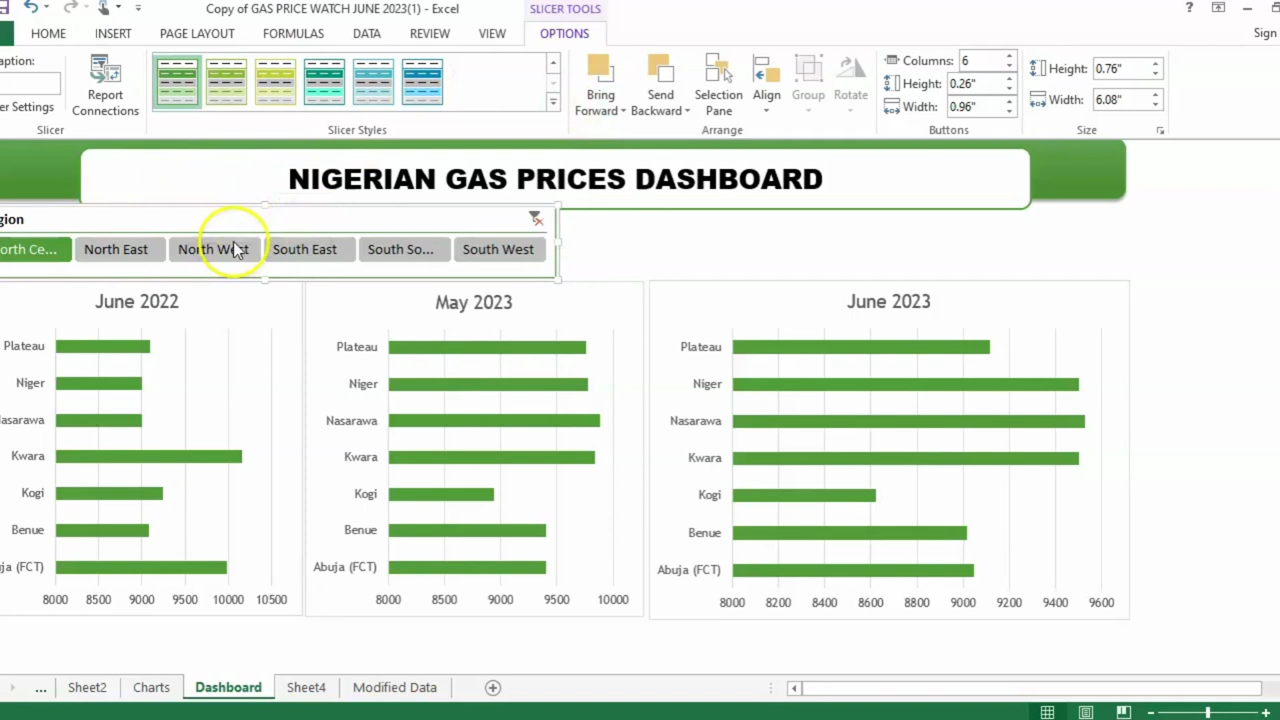 Copy of GAS PRICE WATCH JUNE 2023(1) - Excel
SLICER TOOLS
?
HOME
INSERT
PAGE LAYOUT
FORMULAS
DATA
REVIEW
VIEW
OPTIONS
Sign
aption:
er Settings
Slicer
Report
Connections
Slicer Styles
Bring
Forward
Send
Backward
Selection
Pane
Align
Group
Rotate
Arrange
Columns: 6
Height: 0.26"
Width: 0.96"
Buttons
Height: 0.76"
Width: 6.08"
Size
NIGERIAN GAS PRICES DASHBOARD
gion
orth Ce...
North East
North West
South East
South So...
South West
June 2022
Plateau
Niger
lasarawa
Kwara
Kogi
Benue
uja (FCT)
8000 8500 9000 9500 10000 10500
May 2023
Plateau
Niger
Nasarawa
Kwara
Kogi
Benue
Abuja (FCT)
8000 8500 9000 9500 10000
June 2023
Plateau
Niger
Nasarawa
Kwara
Kogi
Benue
Abuja (FCT)
8000 8200 8400 8600 8800 9000 9200 9400 9600
...
Sheet2
Charts
Dashboard
Sheet4
Modified Data